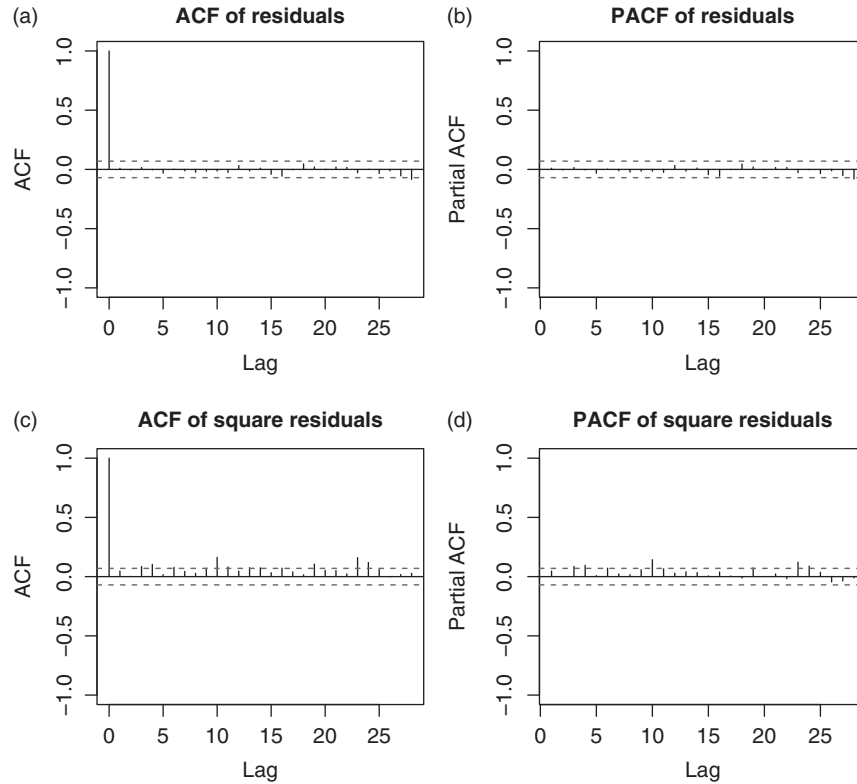 (a) ACF of residuals
1.0
0.5
0.0
−0.5
−1.0
ACF
0 5 10 15 20 25
Lag
(b) PACF of residuals
1.0
0.5
0.0
−0.5
−1.0
Partial ACF
0 5 10 15 20 25
Lag
(c) ACF of square residuals
1.0
0.5
0.0
−0.5
−1.0
ACF
0 5 10 15 20 25
Lag
(d) PACF of square residuals
1.0
0.5
0.0
−0.5
−1.0
Partial ACF
0 5 10 15 20 25
Lag